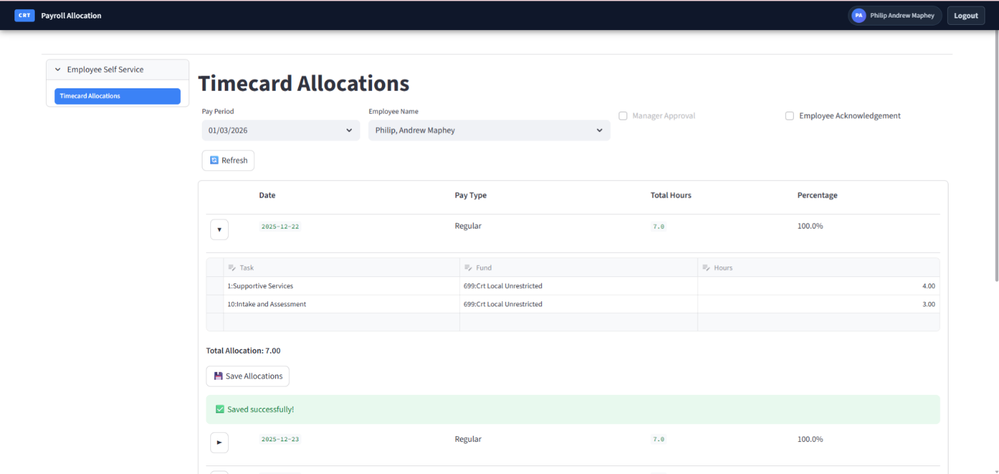 CRT Payroll Allocation PA Philip Andrew Maphey Logout
Employee Self Service
Timecard Allocations
Timecard Allocations
Pay Period Employee Name
01/03/2026 Philip, Andrew Maphey Manager Approval Employee Acknowledgement
Refresh
Date Pay Type Total Hours Percentage
2025-12-22 Regular 7.0 100.0%
Task Fund Hours
1:Supportive Services 699:Crt Local Unrestricted 4.00
10:Intake and Assessment 699:Crt Local Unrestricted 3.00
Total Allocation: 7.00
Save Allocations
Saved successfully!
2025-12-23 Regular 7.0 100.0%